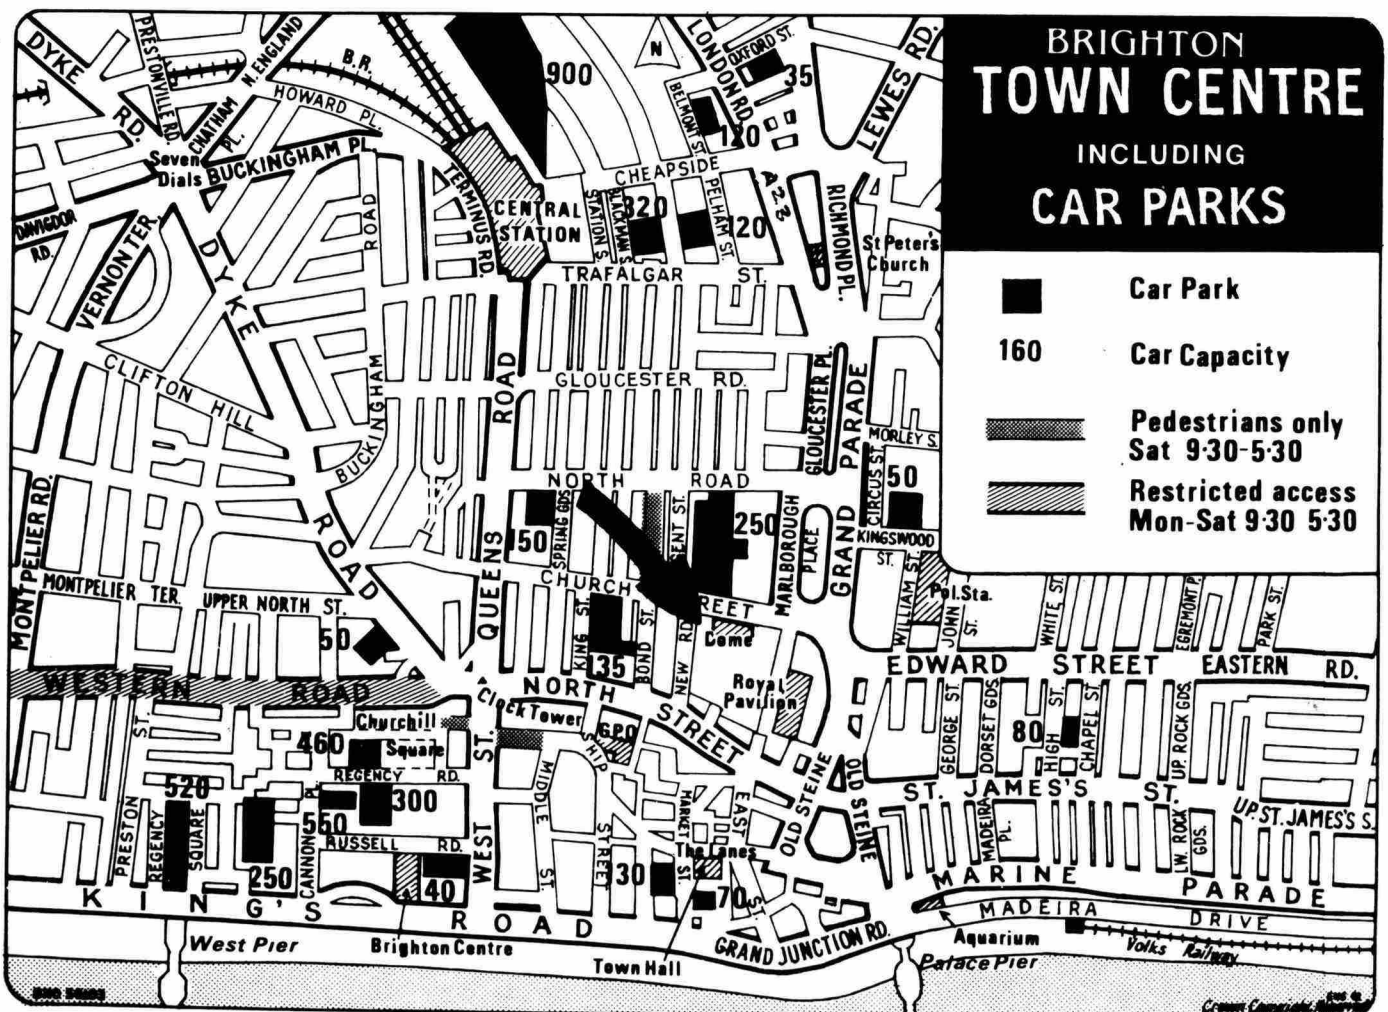 BRIGHTON
TOWN CENTRE
INCLUDING
CAR PARKS
Car Park
160
Car Capacity
Pedestrians only
Sat 9·30-5·30
Restricted access
Mon-Sat 9·30 5·30
N
DYKE
RD.
PRESTONVILLE RD.
N. ENGLAND
CHATHAM
PL.
B.R.
HOWARD PL.
900
LONDON RD.
OXFORD ST.
35
BELMONT ST.
120
LEWES RD.
Seven
Dials
BUCKINGHAM PL.
CHEAPSIDE
DAVIGDOR
RD.
VERNON TER.
DYKE
ROAD
TERMINUS RD.
CENTRAL
STATION
STATION S.
BLACKMAN S.
320
PELHAM ST.
120
A23
RICHMOND PL.
St Peter's
Church
TRAFALGAR ST.
CLIFTON HILL
BUCKINGHAM
ROAD
GLOUCESTER RD.
GLOUCESTER PL.
GRAND PARADE
MORLEY S.
CIRCUS ST.
50
KINGSWOOD
ST.
MONTPELIER RD.
ROAD
QUEENS
NORTH ROAD
150
SPRING GDS
250
MARLBOROUGH
PLACE
WILLIAM ST.
Pol. Sta.
JOHN
ST.
WHITE ST.
EGREMONT P.
PARK ST.
MONTPELIER TER.
UPPER NORTH ST.
50
CHURCH
REET
KING ST.
135
BOND ST.
NEW RD.
Dome
EDWARD STREET
EASTERN RD.
WESTERN ROAD
Clock Tower
NORTH STREET
Royal
Pavilion
Churchill
Square
460
G.P.O.
SHIP
STREET
REGENCY RD.
MIDDLE
ST.
MARKET
ST.
EAST
ST.
OLD STEINE
OLD STEINE
GEORGE ST.
DORSET GDS.
80
HIGH ST.
CHAPEL ST.
UP. ROCK GDS.
ST. JAMES'S ST.
UP. ST. JAMES'S S.
PRESTON
ST.
520
REGENCY
SQUARE
250
550
CANNON
PL.
300
RUSSELL RD.
40
WEST ST.
30
The Lanes
70
MADEIRA
PL.
LW. ROCK
GDS.
MARINE PARADE
KING'S ROAD
GRAND JUNCTION RD.
MADEIRA DRIVE
West Pier
Brighton Centre
Town Hall
Aquarium
Palace Pier
Volks Railway